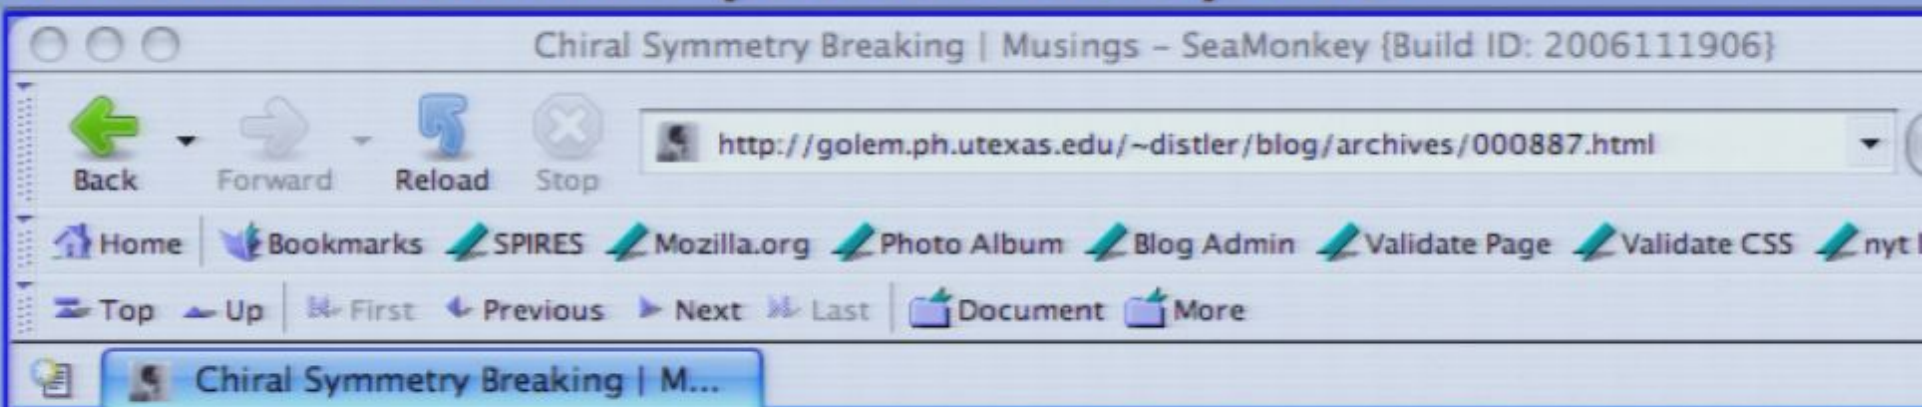 Chiral Symmetry Breaking | Musings – SeaMonkey {Build ID: 2006111906}
http://golem.ph.utexas.edu/~distler/blog/archives/000887.html
Back Forward Reload Stop
Home Bookmarks SPIRES Mozilla.org Photo Album Blog Admin Validate Page Validate CSS nyt
Top Up First Previous Next Last Document More
Chiral Symmetry Breaking | M...